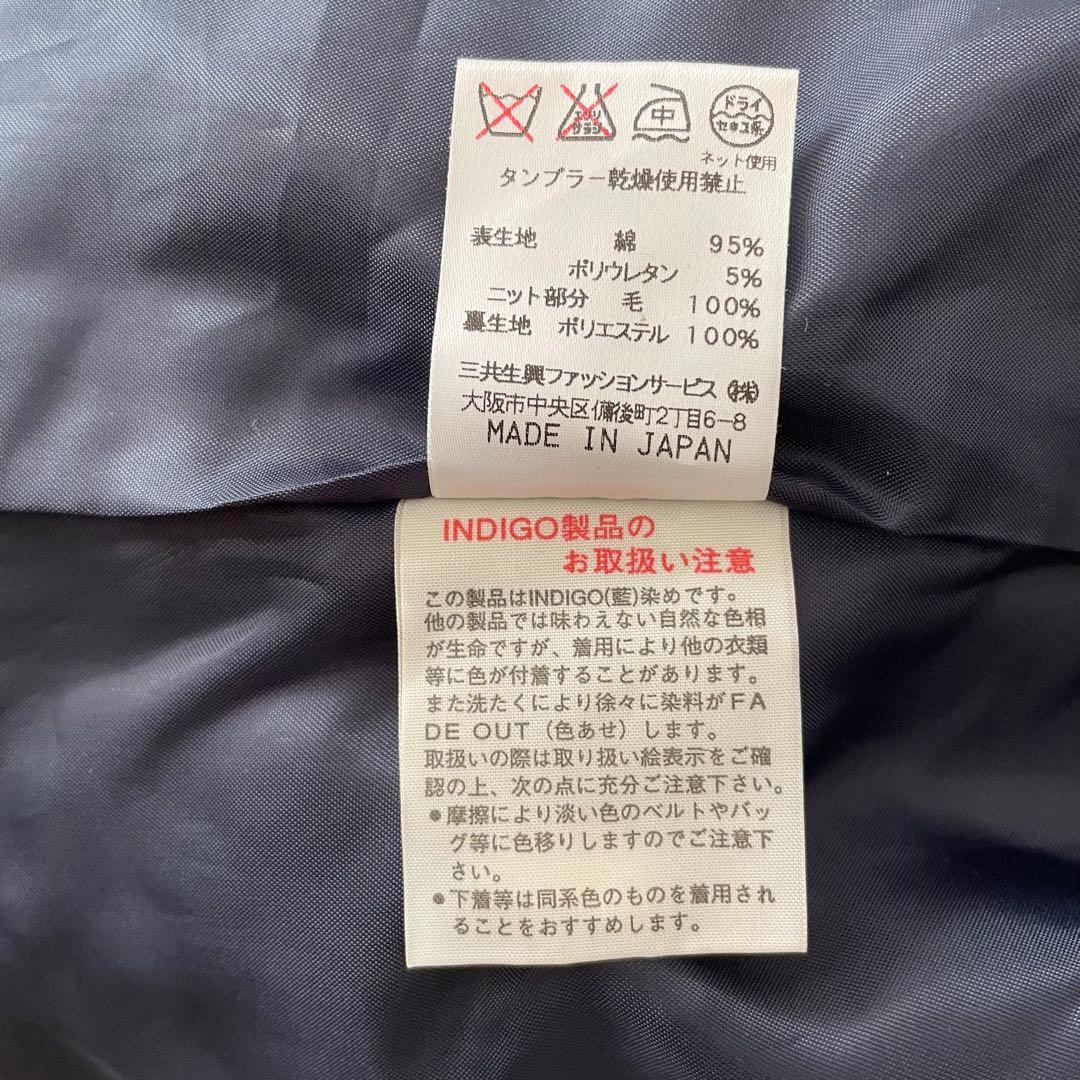 エンソ
サラシ
中
ドライ
セキユ系
ネット使用
タンブラー乾燥使用禁止
表生地 綿 95%
ポリウレタン 5%
ニット部分 毛 100%
裏生地 ポリエステル 100%
三共生興ファッションサービス(株)
大阪市中央区備後町2丁目6-8
MADE IN JAPAN
INDIGO製品の
お取扱い注意
この製品はINDIGO(藍)染めです。
他の製品では味わえない自然な色相
が生命ですが、着用により他の衣類
等に色が付着することがあります。
また洗たくにより徐々に染料がFA
DE OUT(色あせ)します。
取扱いの際は取り扱い絵表示をご確
認の上、次の点に充分ご注意下さい。
●摩擦により淡い色のベルトやバッ
グ等に色移りしますのでご注意下
さい。
●下着等は同系色のものを着用され
ることをおすすめします。